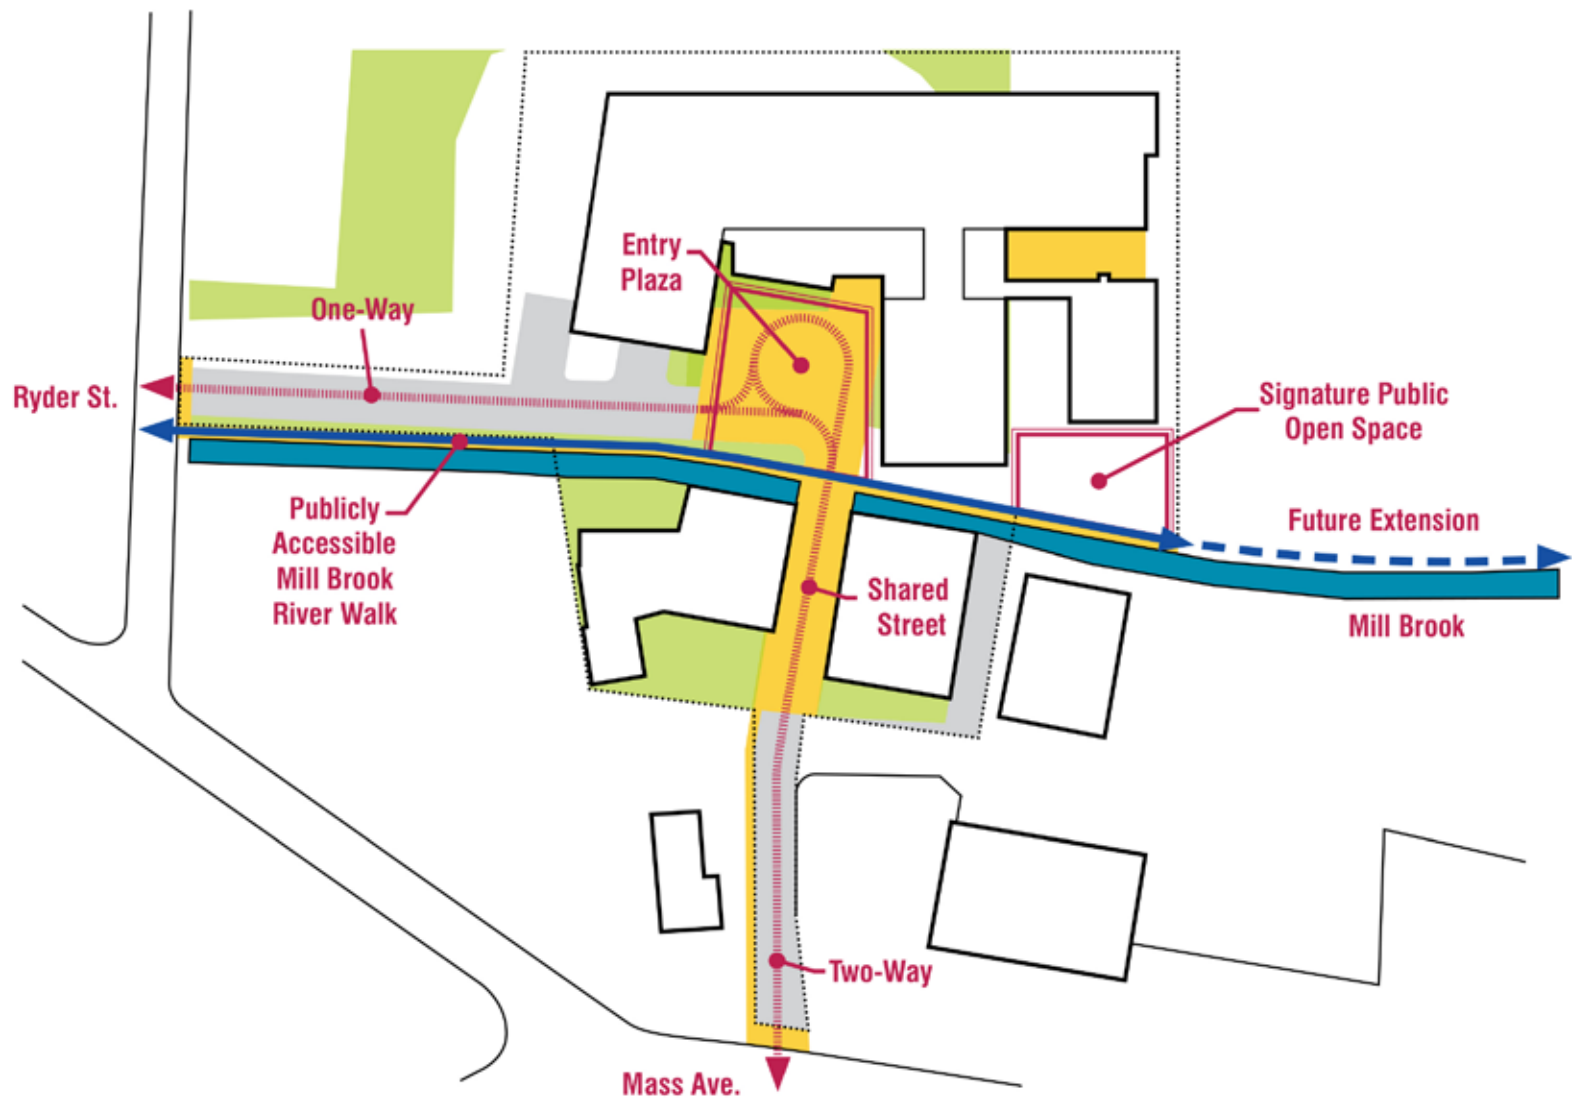 Entry
Plaza
One-Way
Ryder St.
Signature Public
Open Space
Publicly
Accessible
Mill Brook
River Walk
Future Extension
Shared
Street
Mill Brook
Two-Way
Mass Ave.